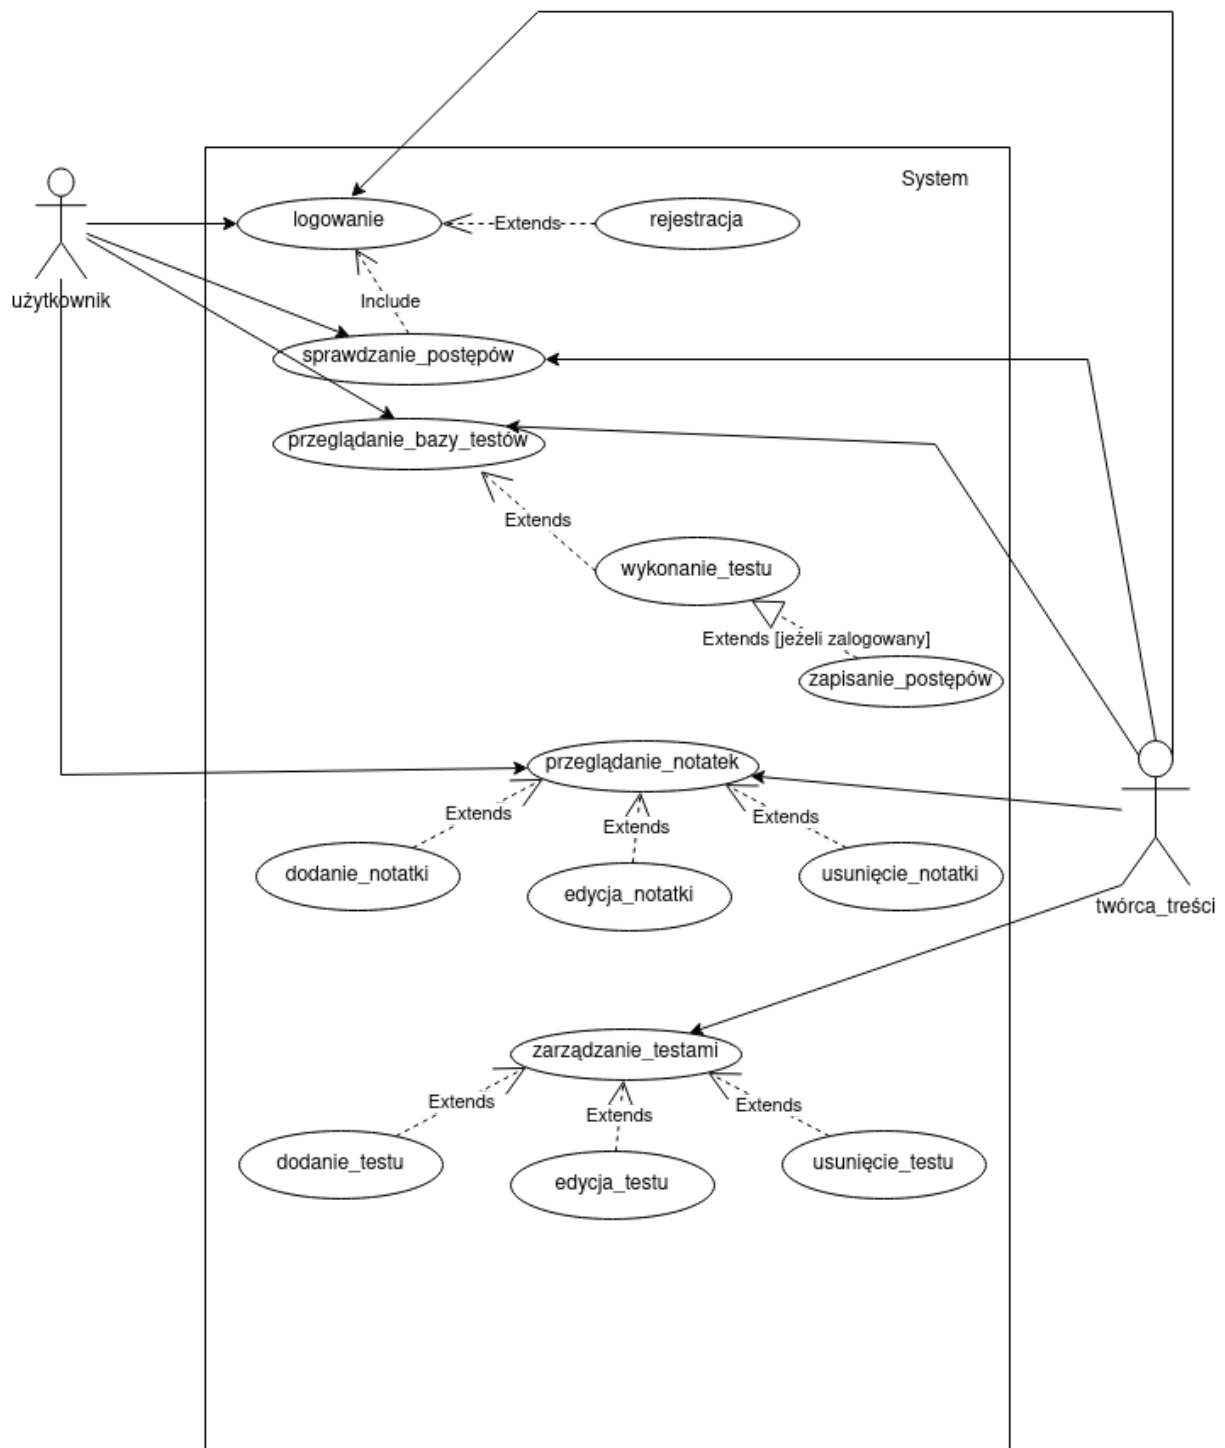 System
logowanie
Extends
rejestracja
użytkownik
Include
sprawdzanie_postępów
przeglądanie_bazy_testów
Extends
wykonanie_testu
Extends [jeżeli zalogowany]
zapisanie_postępów
przeglądanie_notatek
Extends
Extends
Extends
dodanie_notatki
edycja_notatki
usunięcie_notatki
twórca_treści
zarządzanie_testami
Extends
Extends
Extends
dodanie_testu
edycja_testu
usunięcie_testu